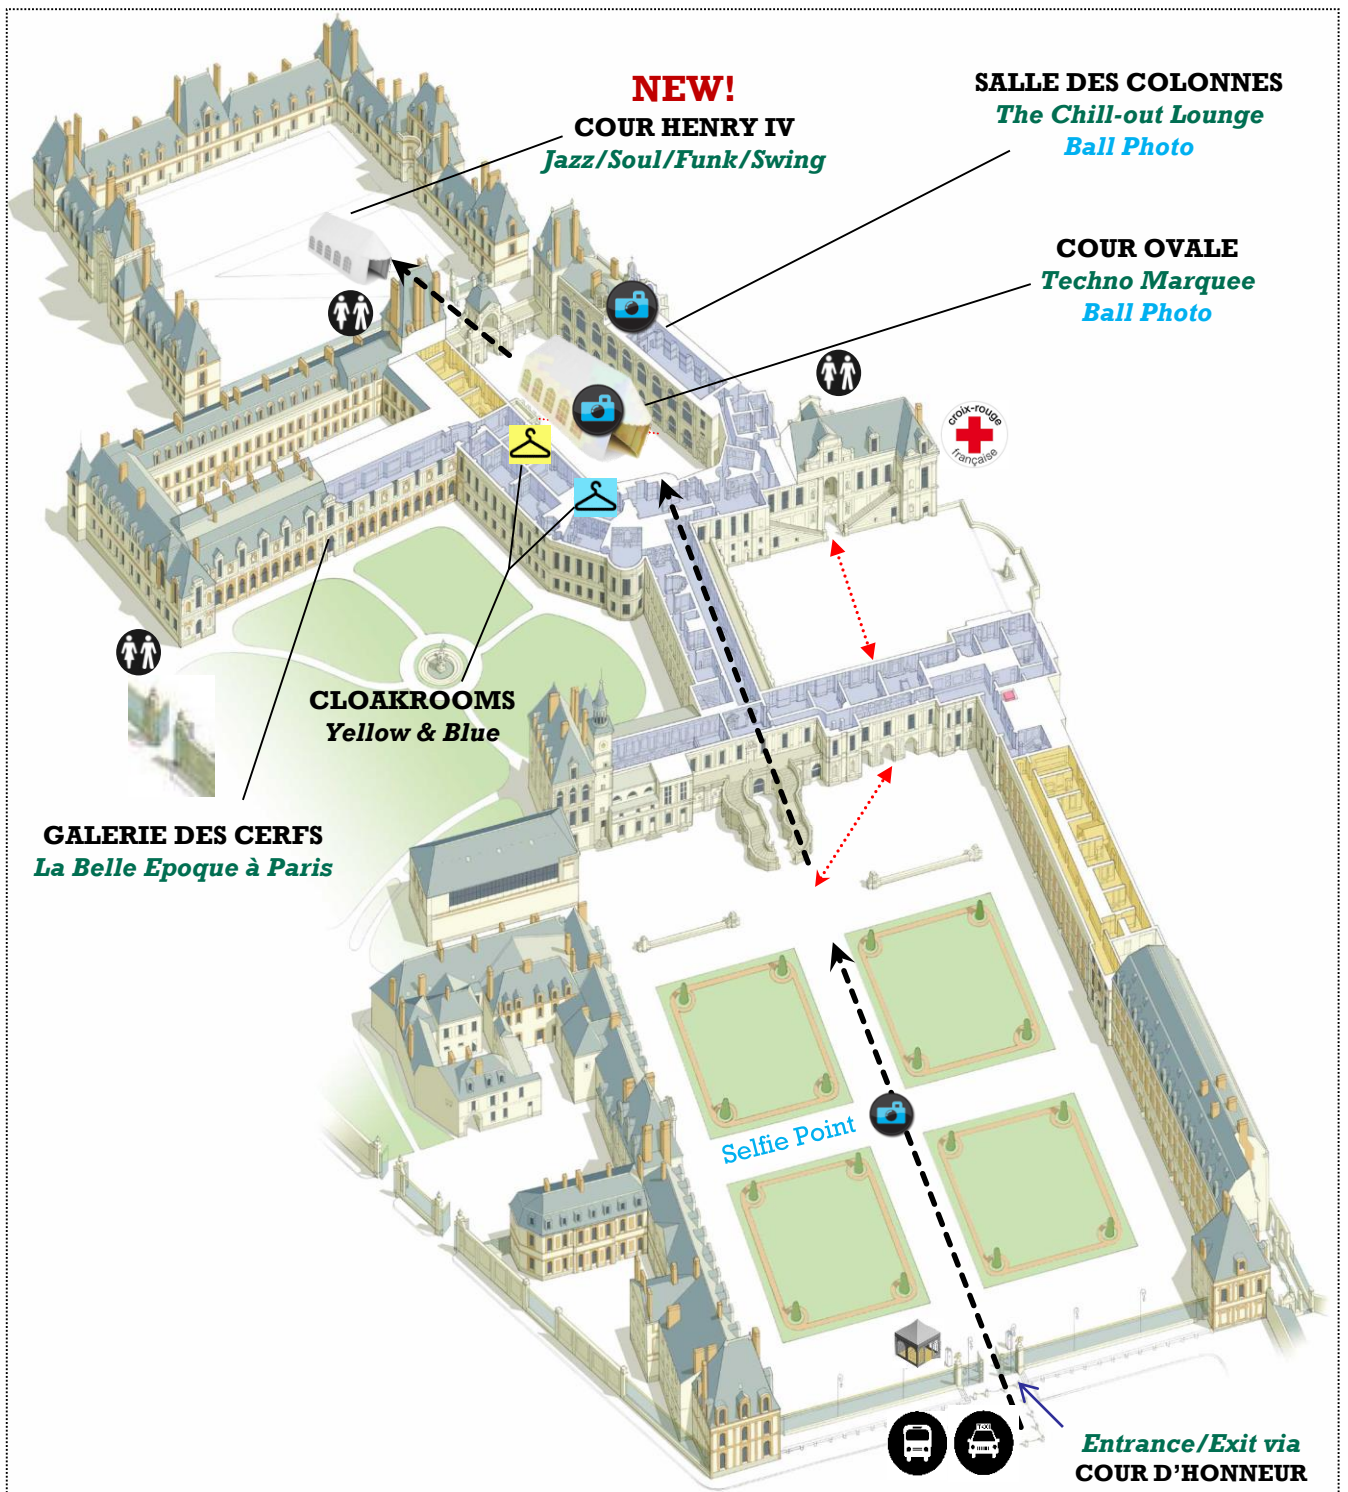 NEW!
COUR HENRY IV
Jazz/Soul/Funk/Swing
SALLE DES COLONNES
The Chill-out Lounge
Ball Photo
COUR OVALE
Techno Marquee
Ball Photo
croix-rouge
française
CLOAKROOMS
Yellow & Blue
GALERIE DES CERFS
La Belle Epoque à Paris
Selfie Point
TAXI
Entrance/Exit via
COUR D’HONNEUR